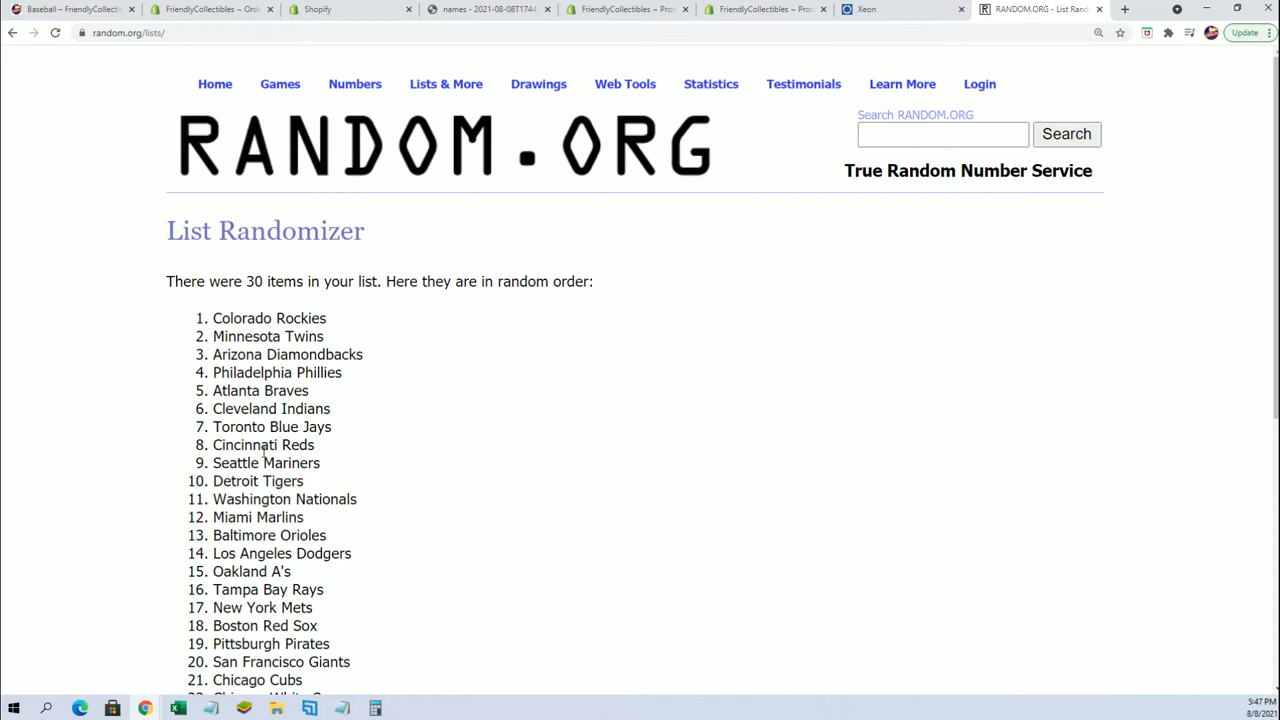 Baseball – FriendlyCollectibles
FriendlyCollectibles ~ Ord
Shopify
names - 2021-08-08T1744
FriendlyCollectibles ~ Proc
FriendlyCollectibles ~ Proc
Xeon
RANDOM.ORG - List Rand
random.org/lists/
Update
Home Games Numbers Lists & More Drawings Web Tools Statistics Testimonials Learn More Login
Search RANDOM.ORG
RANDOM.ORG
Search
True Random Number Service
List Randomizer
There were 30 items in your list. Here they are in random order:
1. Colorado Rockies
2. Minnesota Twins
3. Arizona Diamondbacks
4. Philadelphia Phillies
5. Atlanta Braves
6. Cleveland Indians
7. Toronto Blue Jays
8. Cincinnati Reds
9. Seattle Mariners
10. Detroit Tigers
11. Washington Nationals
12. Miami Marlins
13. Baltimore Orioles
14. Los Angeles Dodgers
15. Oakland A's
16. Tampa Bay Rays
17. New York Mets
18. Boston Red Sox
19. Pittsburgh Pirates
20. San Francisco Giants
21. Chicago Cubs
5:47 PM
8/8/2021